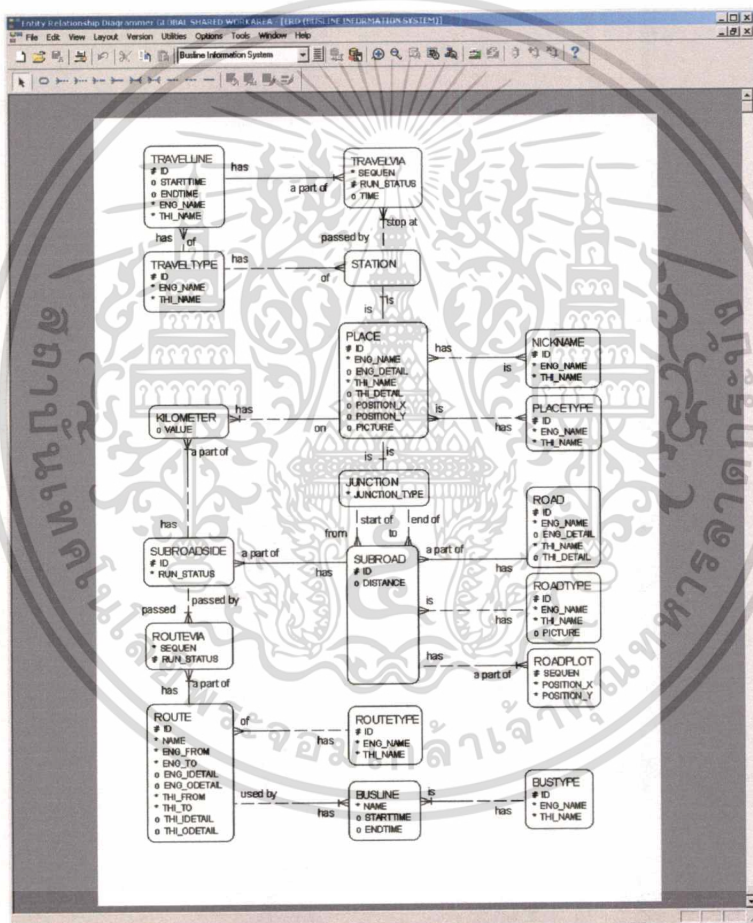 Entity Relationship Diagrammer GLOBAL SHARED WORKAREA - [ERD (BUSLINE INFORMATION SYSTEM)]
File Edit View Layout Version Utilities Options Tools Window Help
Busline Information System
TRAVELLINE
# ID
o STARTTIME
o ENDTIME
* ENG_NAME
* THI_NAME
has
a part of
TRAVELVIA
* SEQUEN
# RUN_STATUS
o TIME
has
of
stop at
passed by
TRAVELTYPE
# ID
* ENG_NAME
* THI_NAME
has
of
STATION
is
is
PLACE
# ID
* ENG_NAME
o ENG_DETAIL
* THI_NAME
o THI_DETAIL
o POSITION_X
o POSITION_Y
o PICTURE
has
is
NICKNAME
# ID
* ENG_NAME
* THI_NAME
is
has
PLACETYPE
# ID
* ENG_NAME
* THI_NAME
KILOMETER
o VALUE
has
on
a part of
has
is
is
JUNCTION
* JUNCTION_TYPE
start of
end of
from
to
ROAD
# ID
* ENG_NAME
o ENG_DETAIL
* THI_NAME
o THI_DETAIL
SUBROADSIDE
# ID
* RUN_STATUS
a part of
has
SUBROAD
# ID
o DISTANCE
a part of
has
ROADTYPE
# ID
* ENG_NAME
* THI_NAME
o PICTURE
is
has
passed by
passed
ROUTEVIA
* SEQUEN
# RUN_STATUS
has
a part of
ROADPLOT
# SEQUEN
* POSITION_X
* POSITION_Y
has
a part of
ROUTE
# ID
* NAME
* ENG_FROM
* ENG_TO
o ENG_IDETAIL
o ENG_ODETAIL
* THI_FROM
* THI_TO
o THI_IDETAIL
o THI_ODETAIL
of
has
ROUTETYPE
# ID
* ENG_NAME
* THI_NAME
used by
has
BUSLINE
* NAME
o STARTTIME
o ENDTIME
is
has
BUSTYPE
# ID
* ENG_NAME
* THI_NAME